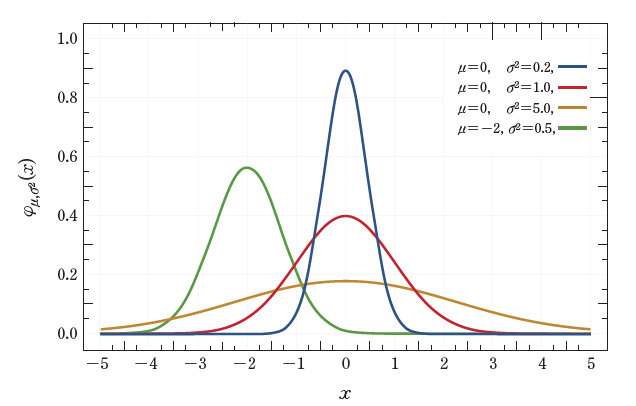 1.0
0.8
0.6
0.4
0.2
0.0
φμ,σ²(x)
μ=0, σ²=0.2,
μ=0, σ²=1.0,
μ=0, σ²=5.0,
μ=−2, σ²=0.5,
−5 −4 −3 −2 −1 0 1 2 3 4 5
x